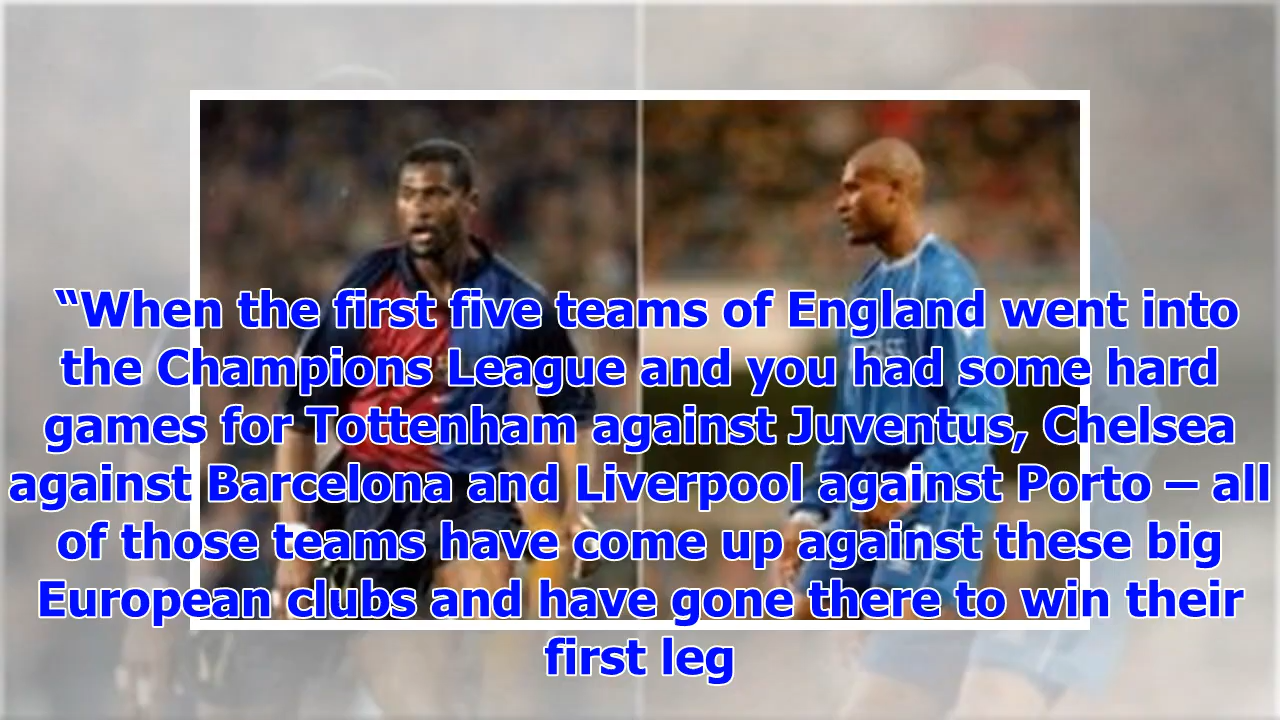 “When the first five teams of England went into
the Champions League and you had some hard
games for Tottenham against Juventus, Chelsea
against Barcelona and Liverpool against Porto – all
of those teams have come up against these big
European clubs and have gone there to win their
first leg